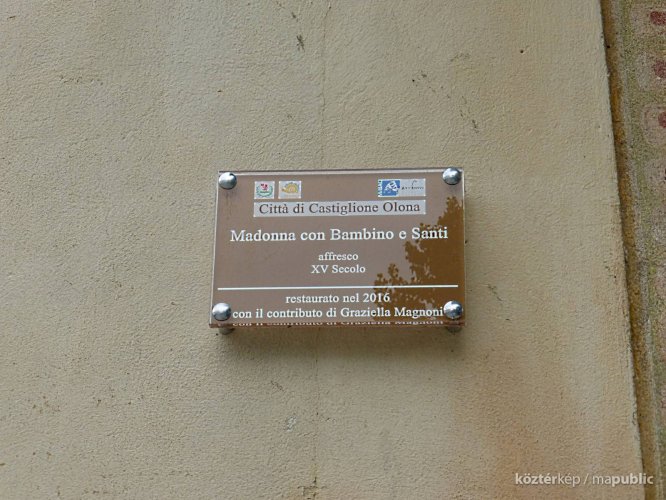 Città di Castiglione Olona
Madonna con Bambino e Santi
affresco
XV Secolo
restaurato nel 2016
con il contributo di Graziella Magnoni
köztérkép / mapublic